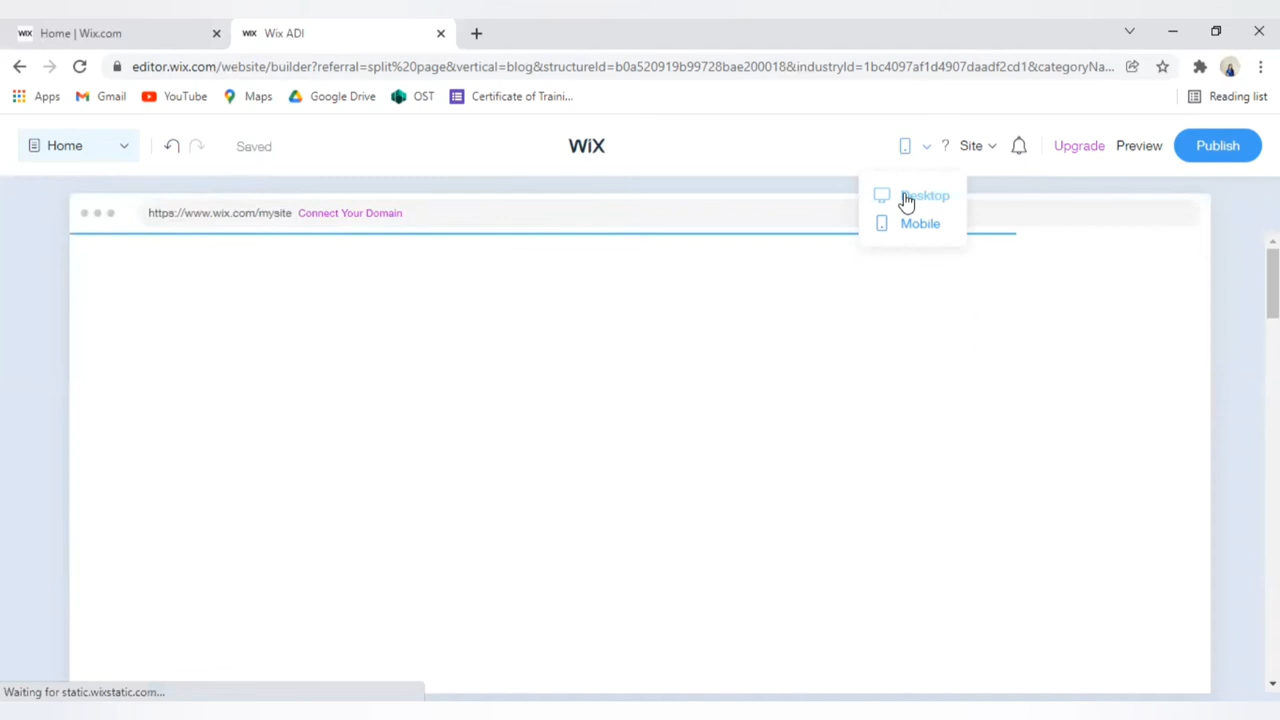 WIX Home | Wix.com
WIX Wix ADI
editor.wix.com/website/builder?referral=split%20page&vertical=blog&structureId=b0a520919b99728bae200018&industryId=1bc4097af1d4907daadf2cd1&categoryNa...
Apps Gmail YouTube Maps Google Drive OST Certificate of Traini... Reading list
Home Saved WiX ? Site Upgrade Preview Publish
Desktop
https://www.wix.com/mysite Connect Your Domain
Mobile
Waiting for static.wixstatic.com...